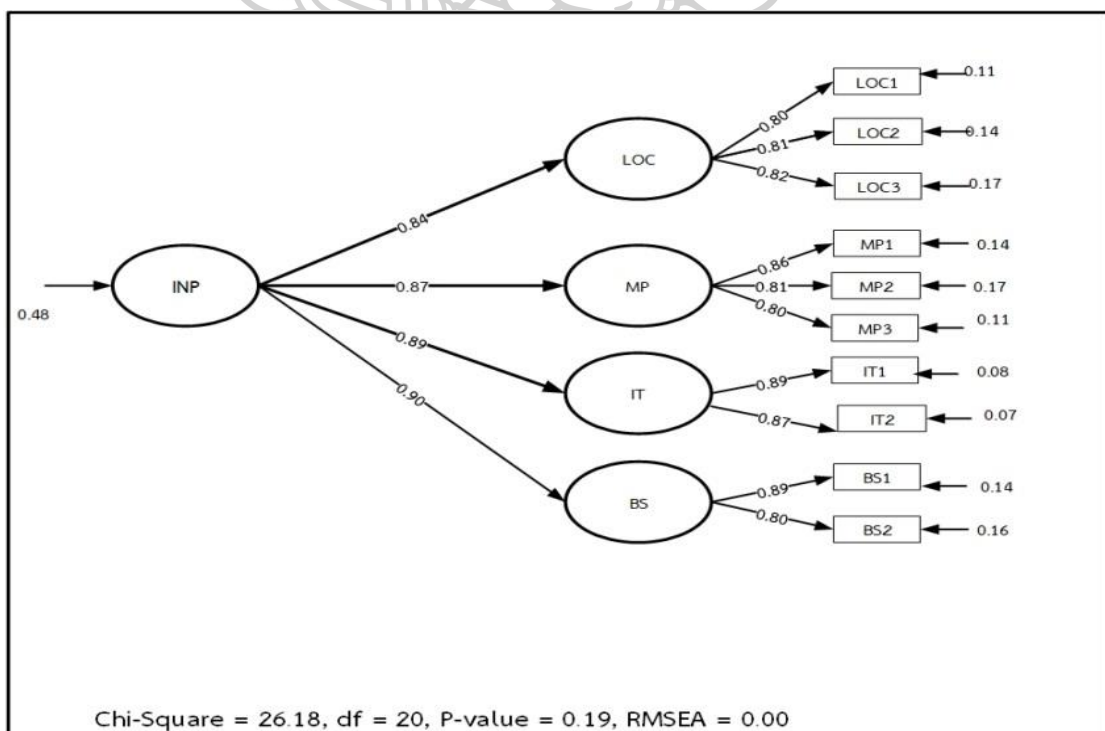 LOC1
0.11
0.80
LOC2
0.14
0.81
LOC
LOC3
0.17
0.82
0.84
MP1
0.14
0.86
INP
0.87
MP
0.81
MP2
0.17
0.48
0.80
MP3
0.11
0.89
IT1
0.08
0.89
IT
0.87
IT2
0.07
0.90
BS1
0.14
0.89
BS
0.80
BS2
0.16
Chi-Square = 26.18, df = 20, P-value = 0.19, RMSEA = 0.00